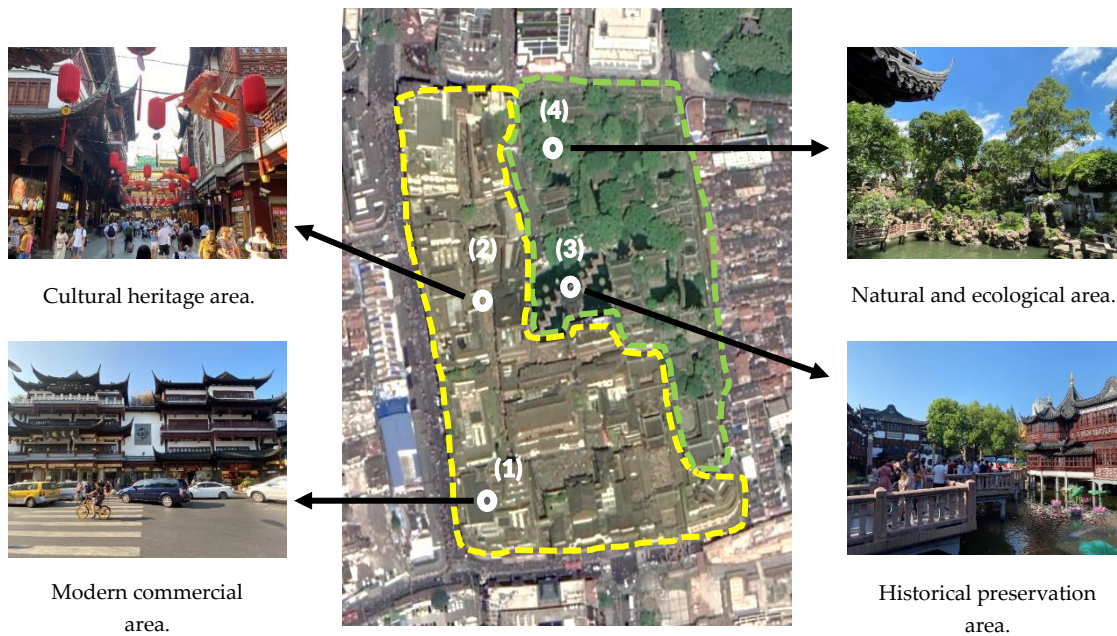 (4)
(2)
(3)
Cultural heritage area.
Natural and ecological area.
(1)
Modern commercial
area.
Historical preservation
area.